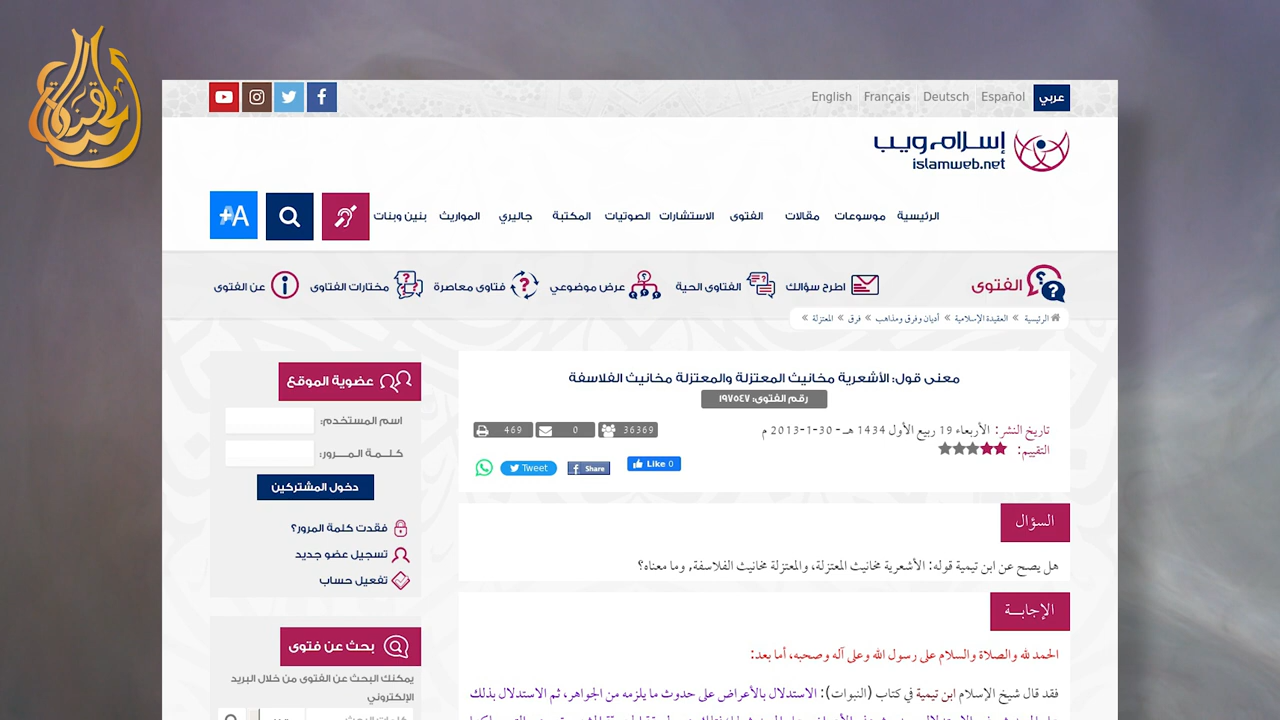 English Français Deutsch Español عربي
إسلام ويب
islamweb.net
الرئيسية موسوعات مقالات الفتوى الاستشارات الصوتيات المكتبة جاليري المواريث بنين وبنات
+A
الفتوى اطرح سؤالك الفتاوى الحية عرض موضوعي فتاوى معاصرة مختارات الفتاوى عن الفتوى
الرئيسية » العقيدة الإسلامية » أديان وفرق ومذاهب » فرق » المعتزلة »
معنى قول: الأشعرية مخانيث المعتزلة والمعتزلة مخانيث الفلاسفة
رقم الفتوى: ١٩٧٥٤٧
تاريخ النشر: الأربعاء 19 ربيع الأول 1434 هـ - 30-1-2013 م
التقييم:
469 0 36369
Tweet Share Like 0
السؤال
هل يصح عن ابن تيمية قوله: الأشعرية مخانيث المعتزلة، والمعتزلة مخانيث الفلاسفة, وما معناه؟
الإجابــة
الحمد لله والصلاة والسلام على رسول الله وعلى آله وصحبه، أما بعد:
فقد قال شيخ الإسلام ابن تيمية في كتاب (النبوات): الاستدلال بالأعراض على حدوث ما يلزمه من الجواهر، ثم الاستدلال بذلك
عضوية الموقع
اسم المستخدم:
كلـــمة المـــــرور:
دخول المشتركين
فقدت كلمة المرور؟
تسجيل عضو جديد
تفعيل حساب
بحث عن فتوى
يمكنك البحث عن الفتوى من خلال البريد
الإلكتروني